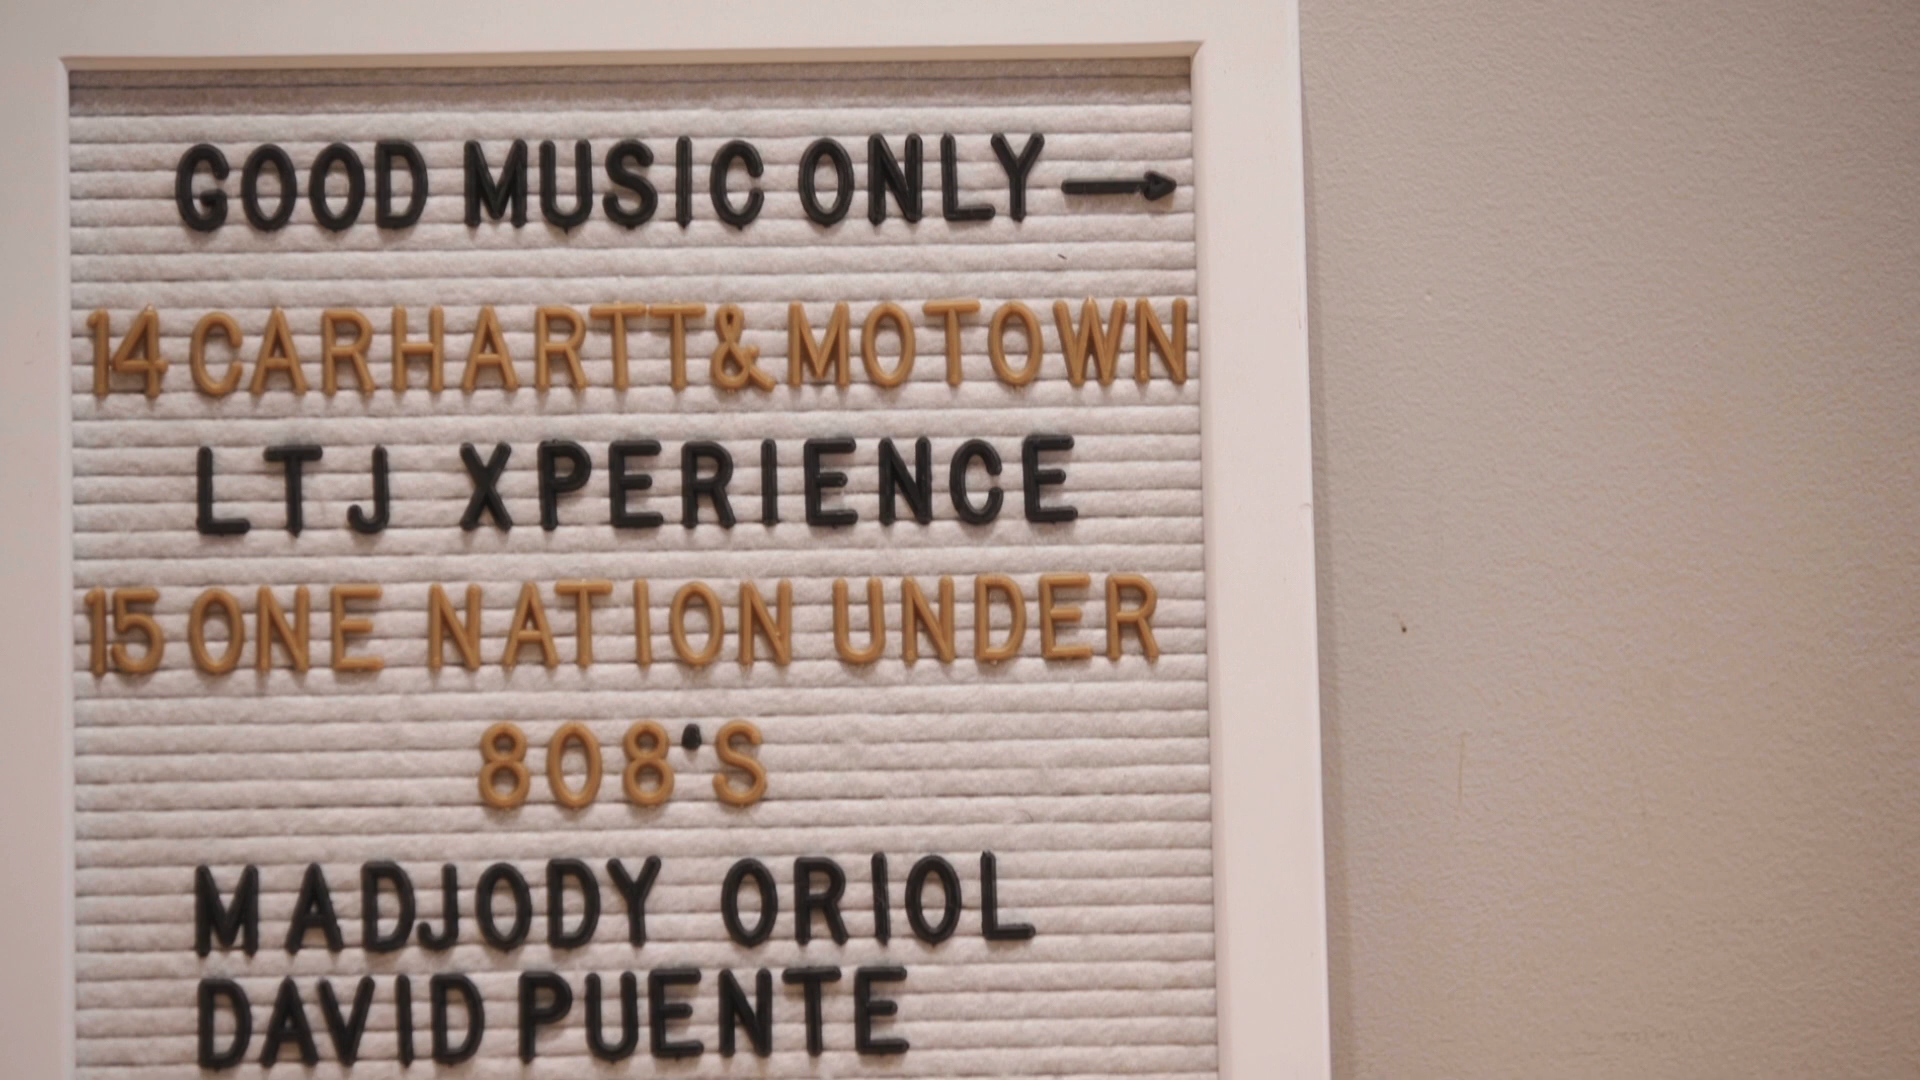 GOOD MUSIC ONLY →
14 CARHARTT & MOTOWN
LTJ XPERIENCE
15 ONE NATION UNDER
808'S
MADJODY ORIOL
DAVID PUENTE